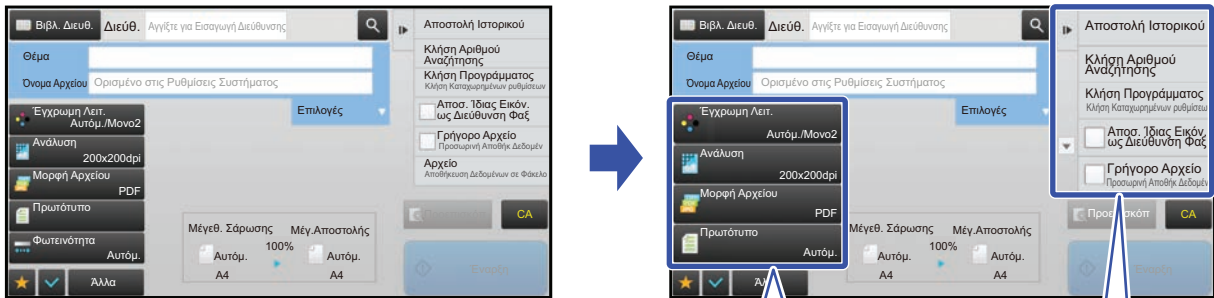 Βιβλ. Διευθ. Διεύθ. Αγγίξτε για Εισαγωγή Διεύθυνσης
Θέμα
Όνομα Αρχείου Ορισμένο στις Ρυθμίσεις Συστήματος
Επιλογές
Έγχρωμη Λειτ.
Αυτόμ./Μονο2
Ανάλυση
200x200dpi
Μορφή Αρχείου
PDF
Πρωτότυπο
Φωτεινότητα
Αυτόμ.
Άλλα
Μέγεθ. Σάρωσης Μέγ.Αποστολής
100%
Αυτόμ. Αυτόμ.
A4 A4
Αποστολή Ιστορικού
Κλήση Αριθμού
Αναζήτησης
Κλήση Προγράμματος
Κλήση Καταχωρημένων ρυθμίσεων
Αποσ. Ίδιας Εικόν.
ως Διεύθυνση Φαξ
Γρήγορο Αρχείο
Προσωρινή Αποθήκ Δεδομέν
Αρχείο
Αποθήκευση Δεδομένων σε Φάκελο
CA
Έναρξη
Βιβλ. Διευθ. Διεύθ. Αγγίξτε για Εισαγωγή Διεύθυνσης
Θέμα
Όνομα Αρχείου Ορισμένο στις Ρυθμίσεις Συστήματος
Επιλογές
Έγχρωμη Λειτ.
Αυτόμ./Μονο2
Ανάλυση
200x200dpi
Μορφή Αρχείου
PDF
Πρωτότυπο
Αυτόμ.
Μέγεθ. Σάρωσης Μέγ.Αποστολής
100%
Αυτόμ. Αυτόμ.
A4 A4
Αποστολή Ιστορικού
Κλήση Αριθμού
Αναζήτησης
Κλήση Προγράμματος
Κλήση Καταχωρημένων ρυθμίσεω
Αποσ. Ίδιας Εικόν.
ως Διεύθυνση Φαξ
Γρήγορο Αρχείο
Προσωρινή Αποθήκ Δεδομέν
CA
Έναρξη